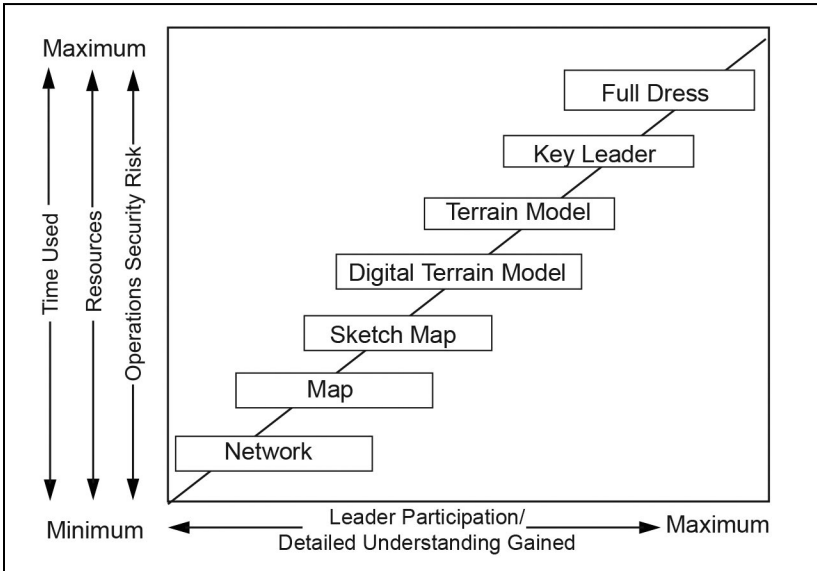 Maximum
Time Used
Resources
Operations Security Risk
Minimum
Full Dress
Key Leader
Terrain Model
Digital Terrain Model
Sketch Map
Map
Network
Leader Participation/
Detailed Understanding Gained
Maximum